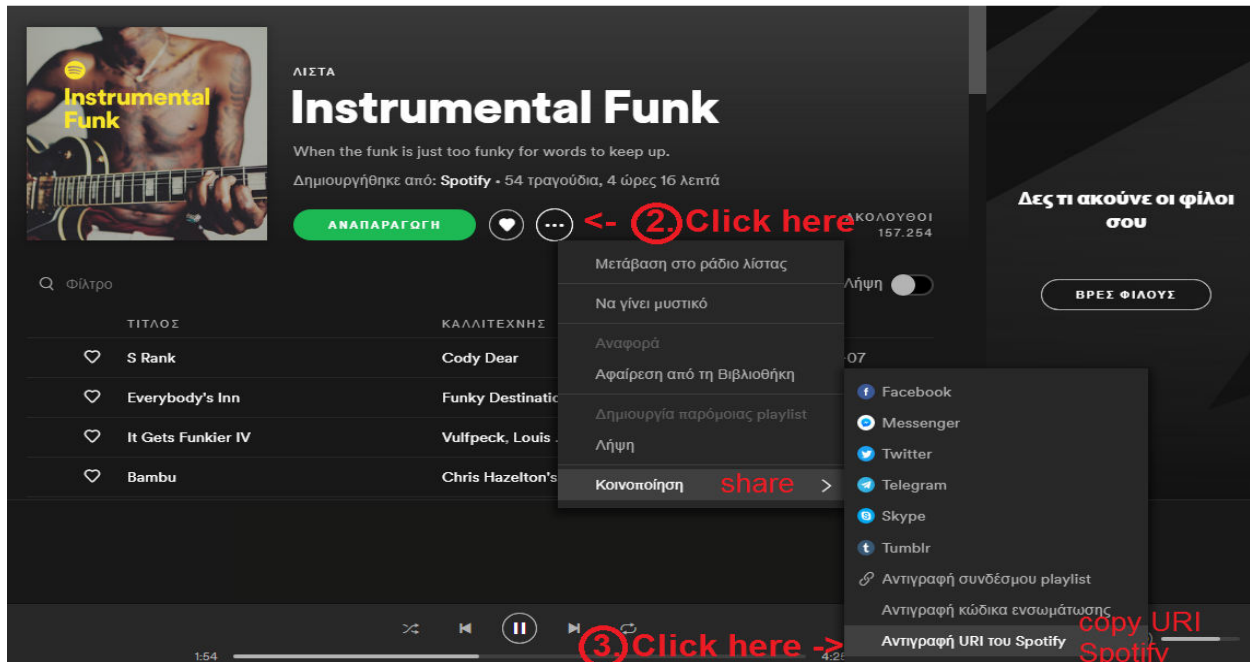 Instrumental
Funk
ΛΙΣΤΑ
Instrumental Funk
When the funk is just too funky for words to keep up.
Δημιουργήθηκε από: Spotify • 54 τραγούδια, 4 ώρες 16 λεπτά
ΑΝΑΠΑΡΑΓΩΓΗ
<- 2. Click here
ΑΚΟΛΟΥΘΟΙ
157.254
Δες τι ακούνε οι φίλοι
σου
ΒΡΕΣ ΦΙΛΟΥΣ
Φίλτρο
Λήψη
ΤΙΤΛΟΣ
ΚΑΛΛΙΤΕΧΝΗΣ
S Rank
Cody Dear
-07
Everybody's Inn
Funky Destinatio
It Gets Funkier IV
Vulfpeck, Louis .
Bambu
Chris Hazelton's
Μετάβαση στο ράδιο λίστας
Να γίνει μυστικό
Αναφορά
Αφαίρεση από τη Βιβλιοθήκη
Δημιουργία παρόμοιας playlist
Λήψη
Κοινοποίηση share >
Facebook
Messenger
Twitter
Telegram
Skype
Tumblr
Αντιγραφή συνδέσμου playlist
Αντιγραφή κώδικα ενσωμάτωσης
Αντιγραφή URI του Spotify
copy URI
Spotify
3. Click here ->
1:54